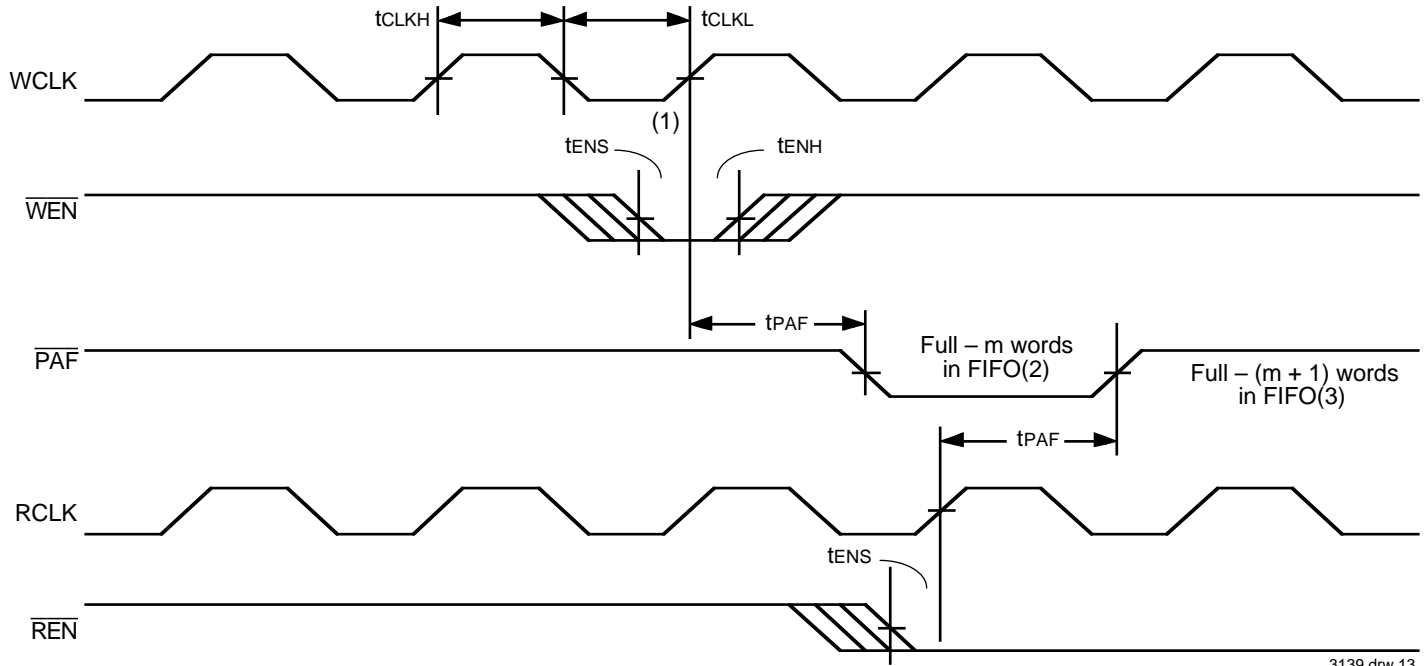 tCLKH
tCLKL
WCLK
(1)
tENS
tENH
WEN
tPAF
PAF
Full – m words
in FIFO(2)
Full – (m + 1) words
in FIFO(3)
tPAF
RCLK
tENS
REN
3139 drw 13